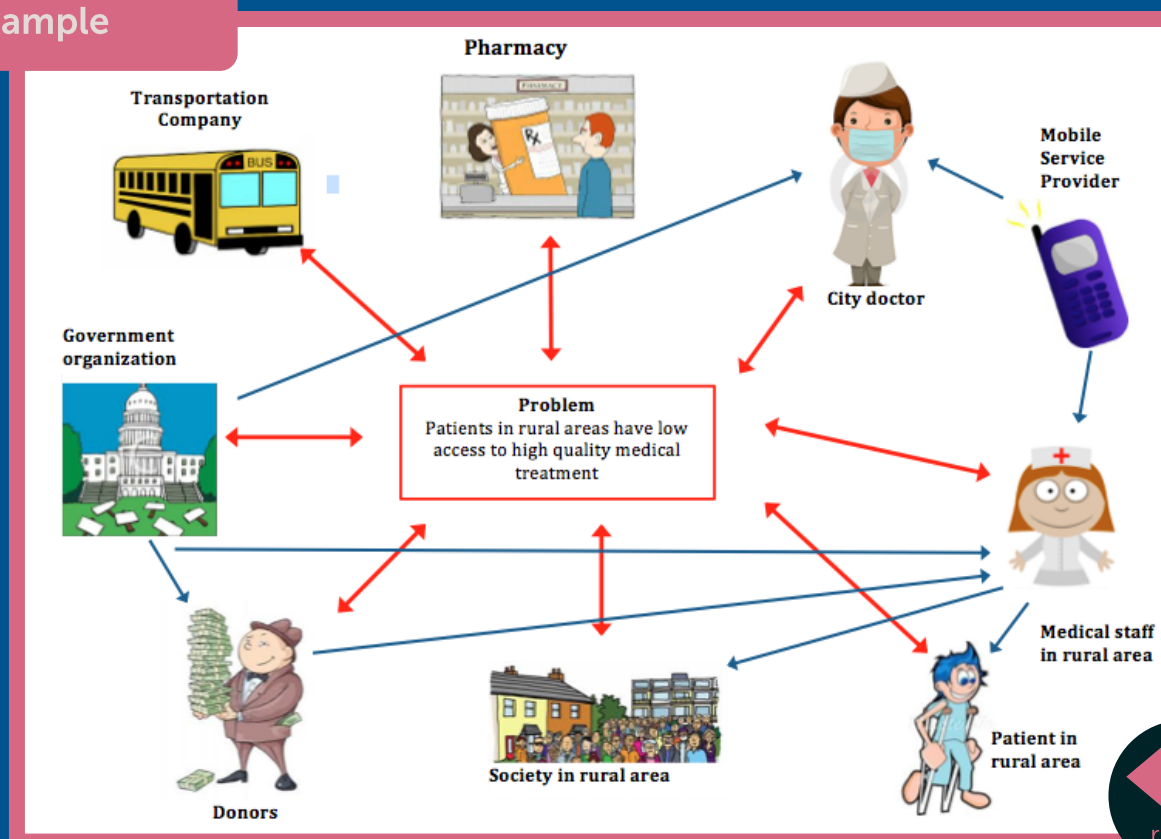 ample
Pharmacy
Transportation
Company
BUS
PHARMACY
Rx
Mobile
Service
Provider
City doctor
Government
organization
Problem
Patients in rural areas have low
access to high quality medical
treatment
Medical staff
in rural area
Patient in
rural area
Society in rural area
Donors